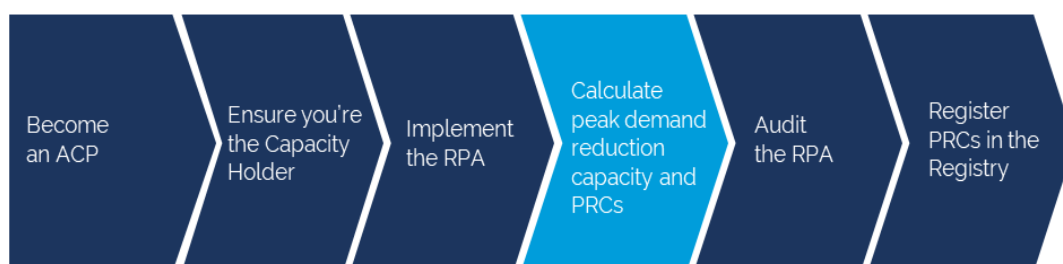 Become
an ACP
Ensure you're
the Capacity
Holder
Implement
the RPA
Calculate
peak demand
reduction
capacity and
PRCs
Audit
the RPA
Register
PRCs in the
Registry